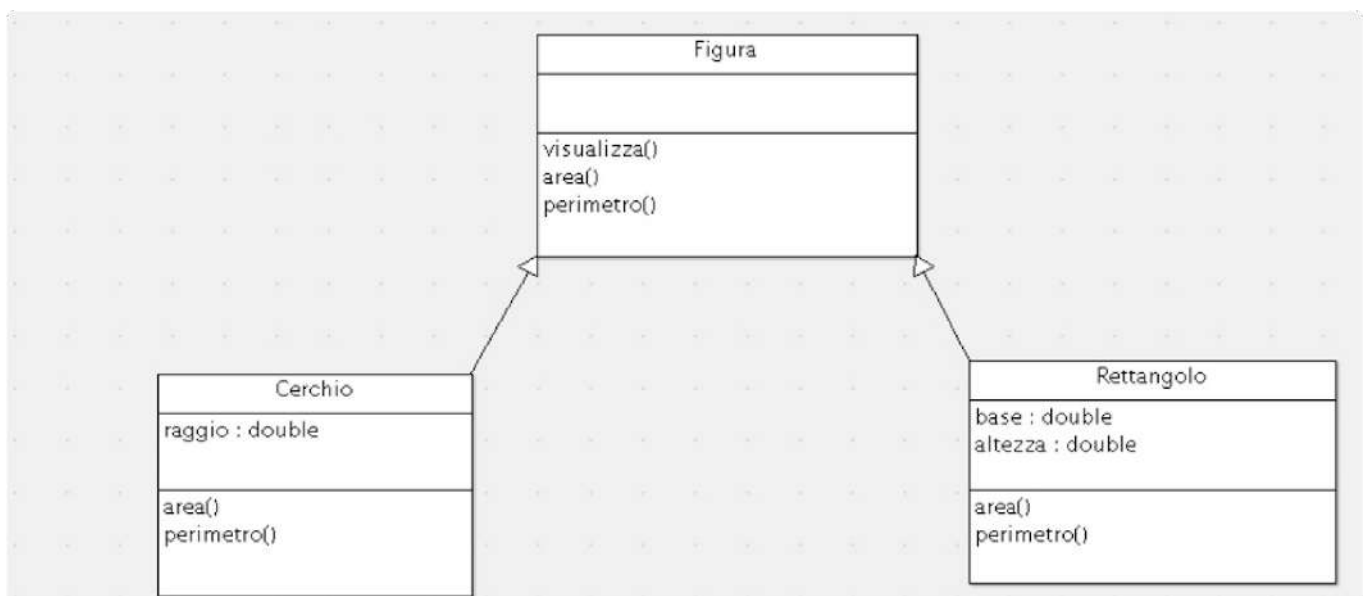 Figura
visualizza()
area()
perimetro()
Cerchio
raggio : double
area()
perimetro()
Rettangolo
base : double
altezza : double
area()
perimetro()